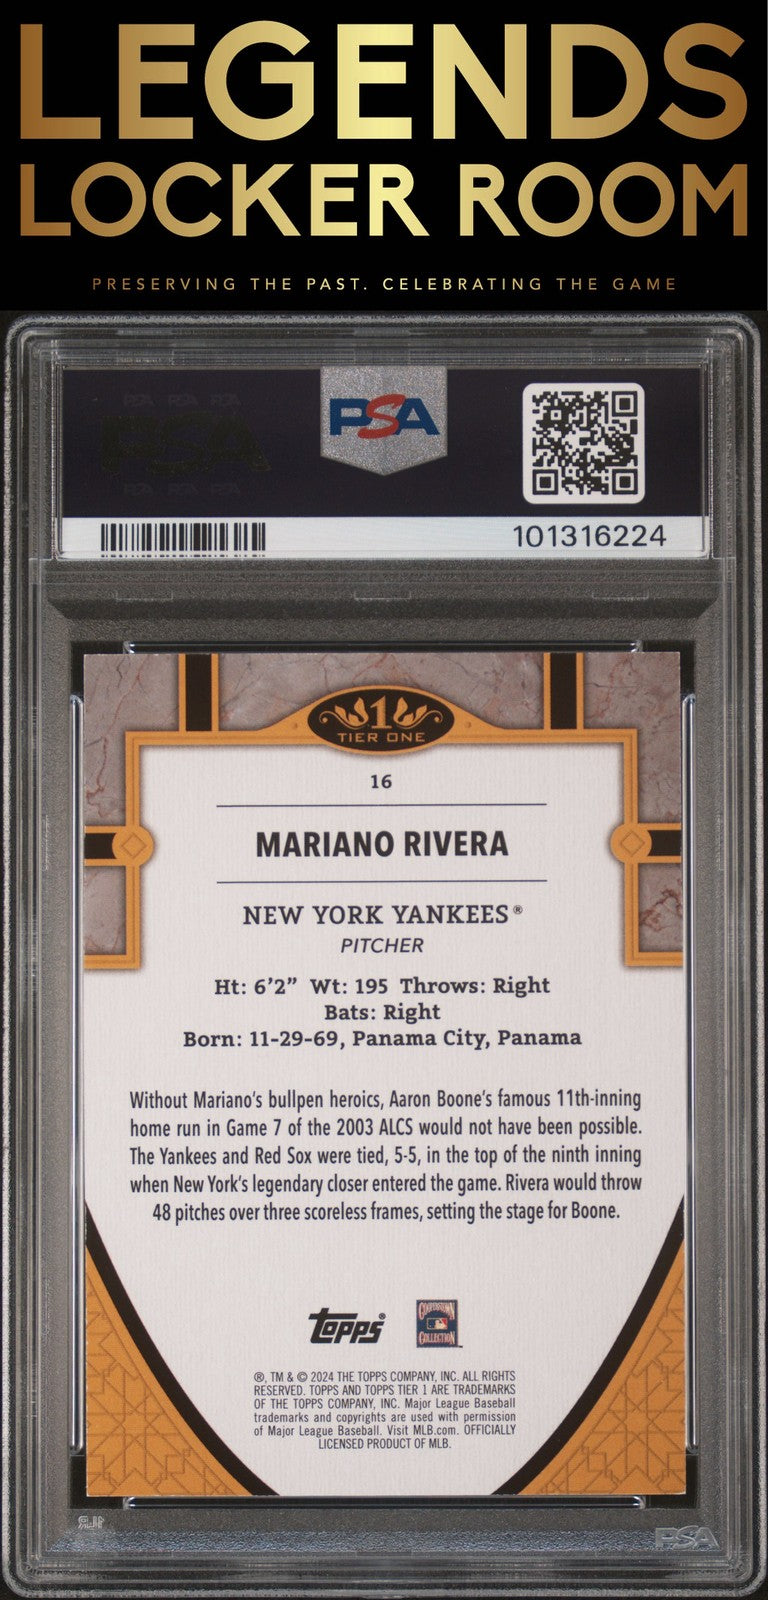 LEGENDS
LOCKER ROOM
PRESERVING THE PAST. CELEBRATING THE GAME
PSA PSA PSA
PSA
PSA
PSA PSA PSA
101316224
1
TIER ONE
16
MARIANO RIVERA
NEW YORK YANKEES®
PITCHER
Ht: 6'2" Wt: 195 Throws: Right
Bats: Right
Born: 11-29-69, Panama City, Panama
Without Mariano's bullpen heroics, Aaron Boone's famous 11th-inning
home run in Game 7 of the 2003 ALCS would not have been possible.
The Yankees and Red Sox were tied, 5-5, in the top of the ninth inning
when New York's legendary closer entered the game. Rivera would throw
48 pitches over three scoreless frames, setting the stage for Boone.
topps®
COOPERSTOWN
COLLECTION
®, TM & © 2024 THE TOPPS COMPANY, INC. ALL RIGHTS
RESERVED. TOPPS AND TOPPS TIER 1 ARE TRADEMARKS
OF THE TOPPS COMPANY, INC. Major League Baseball
trademarks and copyrights are used with permission
of Major League Baseball. Visit MLB.com. OFFICIALLY
LICENSED PRODUCT OF MLB.
PSA